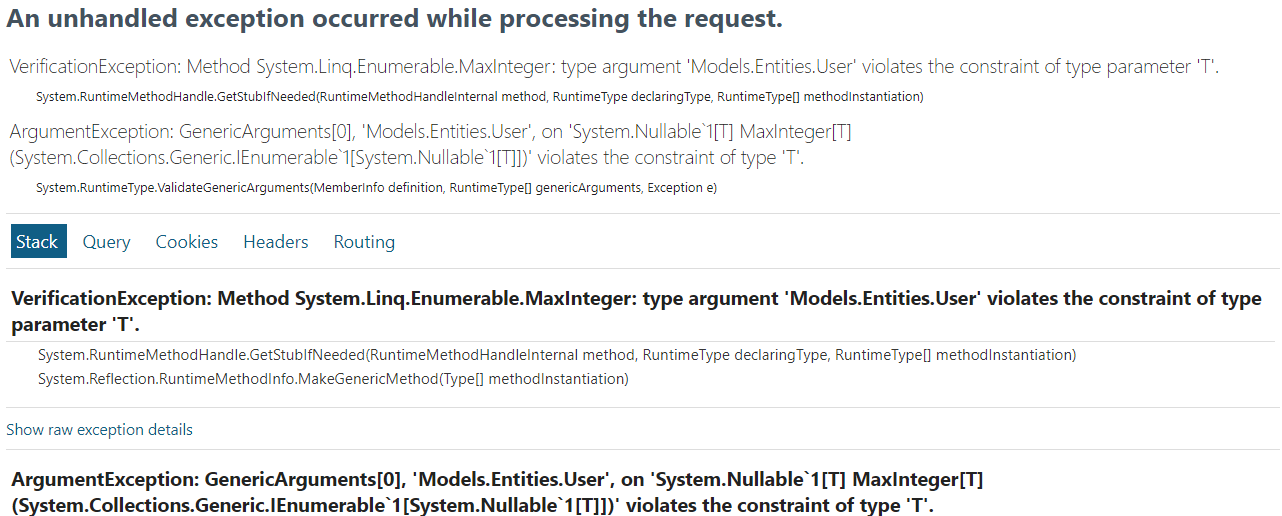 An unhandled exception occurred while processing the request.
VerificationException: Method System.Linq.Enumerable.MaxInteger: type argument 'Models.Entities.User' violates the constraint of type parameter 'T'.
System.RuntimeMethodHandle.GetStubIfNeeded(RuntimeMethodHandleInternal method, RuntimeType declaringType, RuntimeType[] methodInstantiation)
ArgumentException: GenericArguments[0], 'Models.Entities.User', on 'System.Nullable`1[T] MaxInteger[T]
(System.Collections.Generic.IEnumerable`1[System.Nullable`1[T]])' violates the constraint of type 'T'.
System.RuntimeType.ValidateGenericArguments(MemberInfo definition, RuntimeType[] genericArguments, Exception e)
Stack Query Cookies Headers Routing
VerificationException: Method System.Linq.Enumerable.MaxInteger: type argument 'Models.Entities.User' violates the constraint of type
parameter 'T'.
System.RuntimeMethodHandle.GetStubIfNeeded(RuntimeMethodHandleInternal method, RuntimeType declaringType, RuntimeType[] methodInstantiation)
System.Reflection.RuntimeMethodInfo.MakeGenericMethod(Type[] methodInstantiation)
Show raw exception details
ArgumentException: GenericArguments[0], 'Models.Entities.User', on 'System.Nullable`1[T] MaxInteger[T]
(System.Collections.Generic.IEnumerable`1[System.Nullable`1[T]])' violates the constraint of type 'T'.